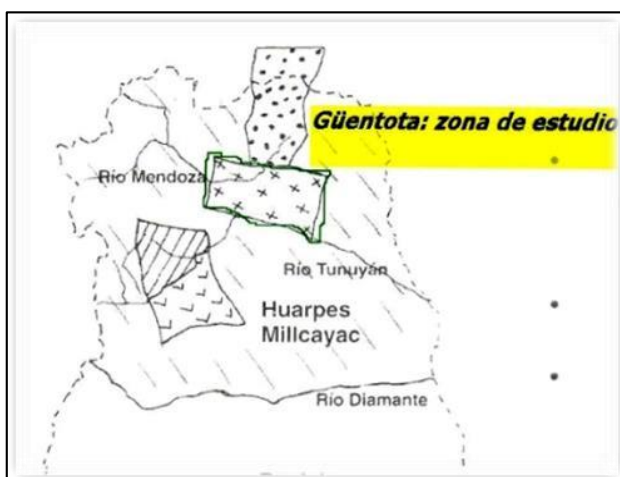 Güentota: zona de estudio
Río Mendoza
Río Tunuyán
Huarpes
Millcayac
Río Diamante